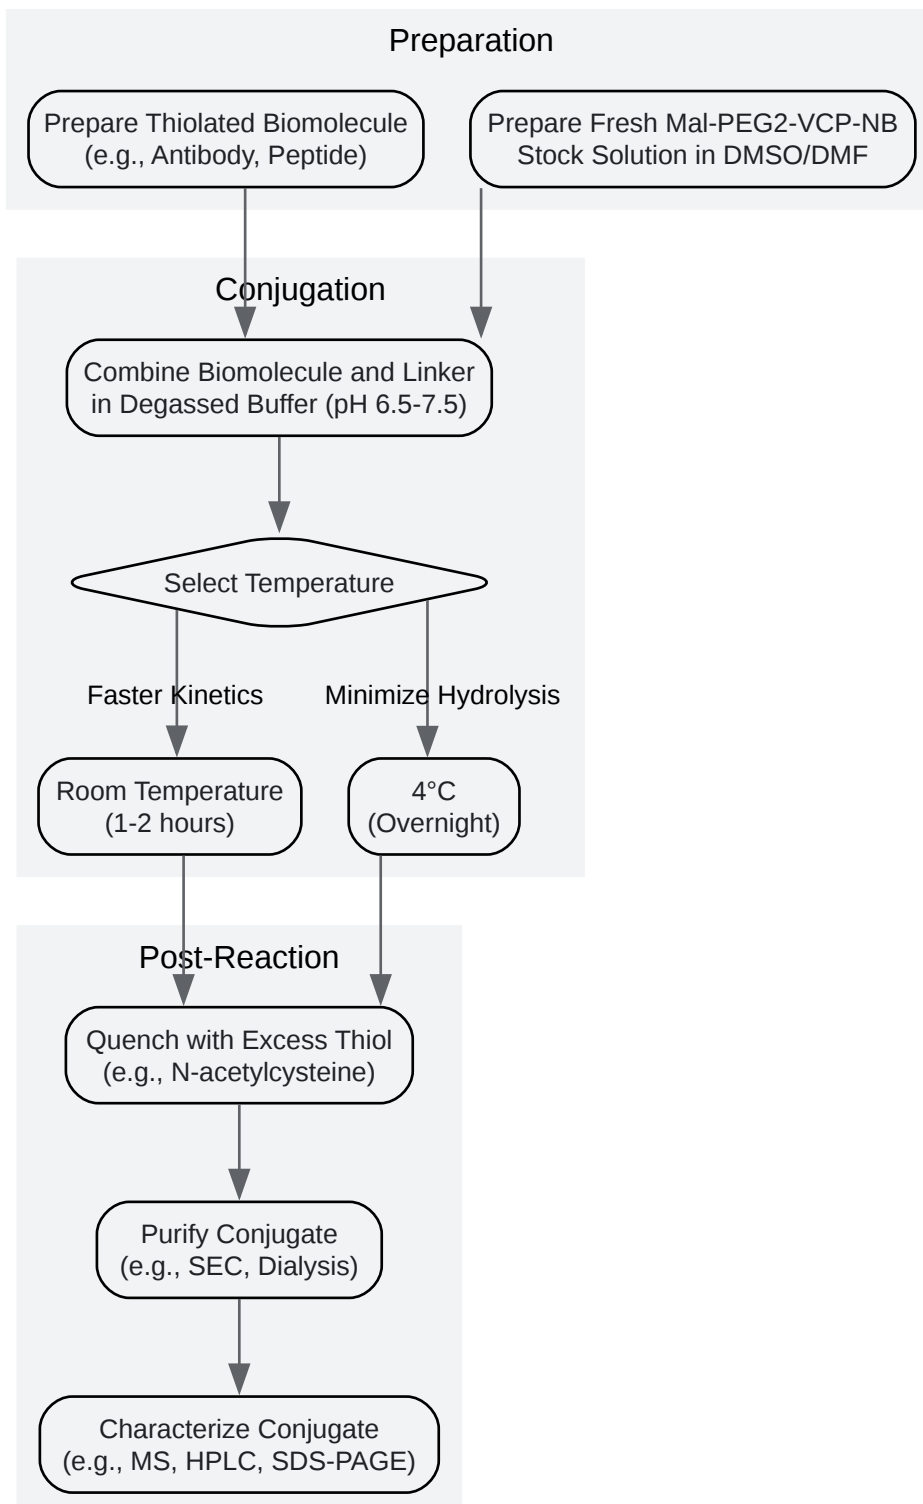 Preparation
Prepare Thiolated Biomolecule
(e.g., Antibody, Peptide)
Prepare Fresh Mal-PEG2-VCP-NB
Stock Solution in DMSO/DMF
Conjugation
Combine Biomolecule and Linker
in Degassed Buffer (pH 6.5-7.5)
Select Temperature
Faster Kinetics
Minimize Hydrolysis
Room Temperature
(1-2 hours)
4°C
(Overnight)
Post-Reaction
Quench with Excess Thiol
(e.g., N-acetylcysteine)
Purify Conjugate
(e.g., SEC, Dialysis)
Characterize Conjugate
(e.g., MS, HPLC, SDS-PAGE)